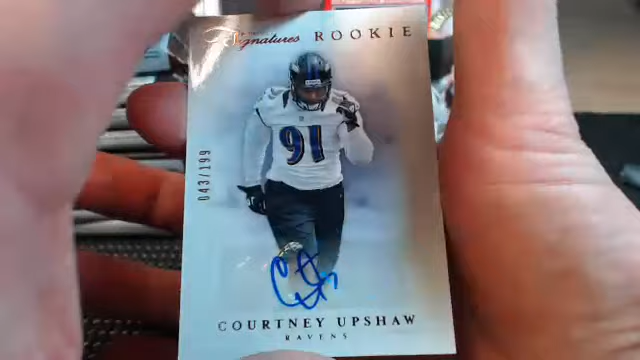 Signatures ROOKIE
91
043/199
COURTNEY UPSHAW
RAVENS